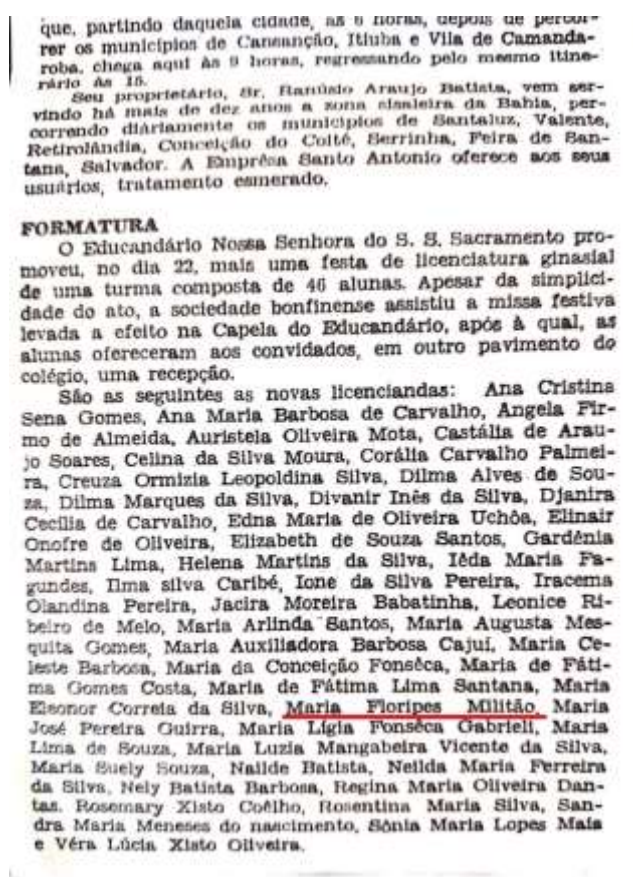 que, partindo daquela cidade, às 6 horas, depois de percor-
rer os municípios de Cansanção, Itiuba e Vila de Camanda-
roba, chega aqui às 9 horas, regressando pelo mesmo itine-
rário às 15.
Seu proprietário, Sr. Ranúsio Araujo Batista, vem ser-
vindo há mais de dez anos a zona sisaleira da Bahia, per-
correndo diáriamente os municípios de Santaluz, Valente,
Retirolândia, Conceição do Coité, Serrinha, Feira de San-
tana, Salvador. A Emprêsa Santo Antonio oferece aos seus
usuários, tratamento esmerado.
FORMATURA
O Educandário Nossa Senhora do S. S. Sacramento pro-
moveu, no dia 22, mais uma festa de licenciatura ginasial
de uma turma composta de 46 alunas. Apesar da simplici-
dade do ato, a sociedade bonfinense assistiu a missa festiva
levada a efeito na Capela do Educandário, após à qual, as
alunas ofereceram aos convidados, em outro pavimento do
colégio, uma recepção.
São as seguintes as novas licenciandas: Ana Cristina
Sena Gomes, Ana Maria Barbosa de Carvalho, Angela Fir-
mo de Almeida, Auristela Oliveira Mota, Castália de Arau-
jo Soares, Celina da Silva Moura, Corália Carvalho Palmei-
ra, Creuza Ormizia Leopoldina Silva, Dilma Alves de Sou-
za, Dilma Marques da Silva, Divanir Inês da Silva, Djanira
Cecília de Carvalho, Edna Maria de Oliveira Uchôa, Elinair
Onofre de Oliveira, Elizabeth de Souza Santos, Gardênia
Martins Lima, Helena Martins da Silva, Iêda Maria Fa-
gundes, Ilma silva Caribé, Ione da Silva Pereira, Iracema
Olandina Pereira, Jacira Moreira Babatinha, Leonice Ri-
beiro de Melo, Maria Arlinda Santos, Maria Augusta Mes-
quita Gomes, Maria Auxiliadora Barbosa Cajuí, Maria Ce-
leste Barbosa, Maria da Conceição Fonsêca, Maria de Fáti-
ma Gomes Costa, Maria de Fátima Lima Santana, Maria
Eleonor Correia da Silva, Maria Floripes Militão, Maria
José Pereira Guirra, Maria Lígia Fonsêca Gabrieli, Maria
Lima de Souza, Maria Luzia Mangabeira Vicente da Silva,
Maria Suely Souza, Nailde Batista, Neilda Maria Ferreira
da Silva, Nely Batista Barbosa, Regina Maria Oliveira Dan-
tas, Rosemary Xisto Coêlho, Rosentina Maria Silva, San-
dra Maria Meneses do nascimento, Sônia Maria Lopes Maia
e Véra Lúcia Xisto Oliveira.